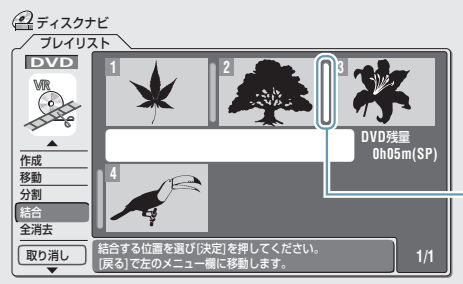 ディスクナビ
プレイリスト
DVD
VR
1
2
3
DVD残量
0h05m(SP)
4
作成
移動
分割
結合
全消去
取り消し
結合する位置を選び[決定]を押してください。
[戻る]で左のメニュー欄に移動します。
1/1